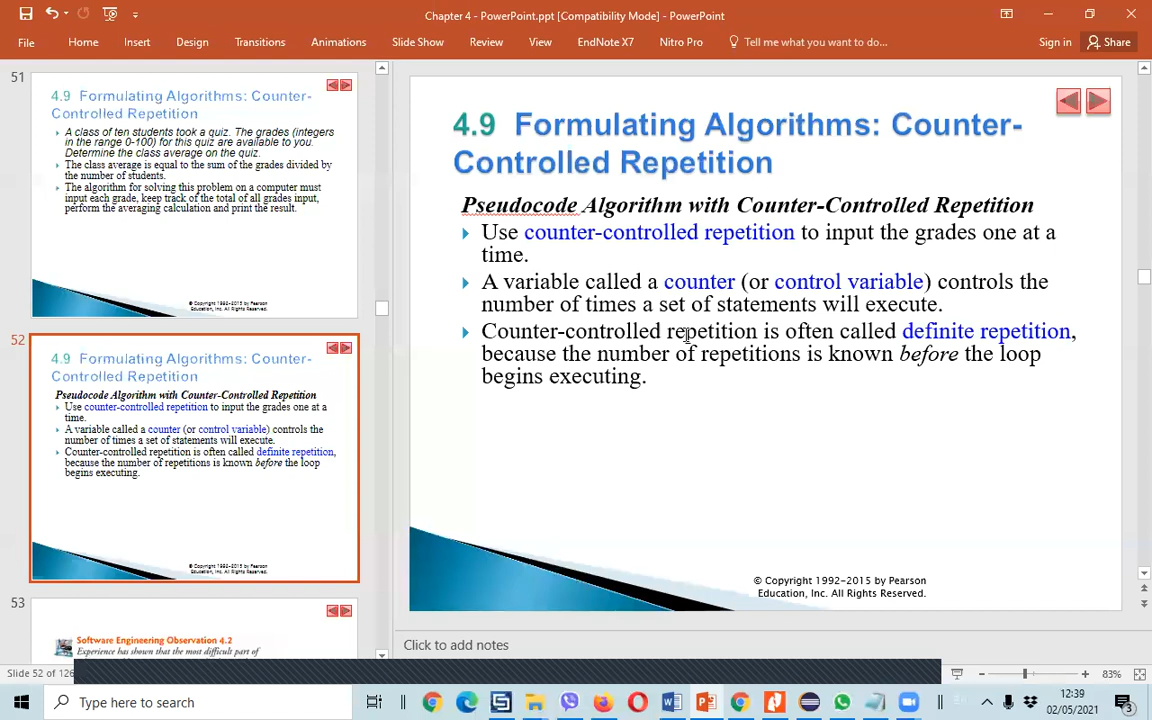 Chapter 4 - PowerPoint.ppt [Compatibility Mode] - PowerPoint
File Home Insert Design Transitions Animations Slide Show Review View EndNote X7 Nitro Pro Tell me what you want to do... Sign in Share
51
4.9 Formulating Algorithms: Counter-
Controlled Repetition
A class of ten students took a quiz. The grades (integers
in the range 0-100) for this quiz are available to you.
Determine the class average on the quiz.
The class average is equal to the sum of the grades divided by
the number of students.
The algorithm for solving this problem on a computer must
input each grade, keep track of the total of all grades input,
perform the averaging calculation and print the result.
© Copyright 1992-2015 by Pearson
Education, Inc. All Rights Reserved.
52
4.9 Formulating Algorithms: Counter-
Controlled Repetition
Pseudocode Algorithm with Counter-Controlled Repetition
Use counter-controlled repetition to input the grades one at a
time.
A variable called a counter (or control variable) controls the
number of times a set of statements will execute.
Counter-controlled repetition is often called definite repetition,
because the number of repetitions is known before the loop
begins executing.
© Copyright 1992-2015 by Pearson
Education, Inc. All Rights Reserved.
53
Software Engineering Observation 4.2
Experience has shown that the most difficult part of
4.9 Formulating Algorithms: Counter-
Controlled Repetition
Pseudocode Algorithm with Counter-Controlled Repetition
Use counter-controlled repetition to input the grades one at a
time.
A variable called a counter (or control variable) controls the
number of times a set of statements will execute.
Counter-controlled repetition is often called definite repetition,
because the number of repetitions is known before the loop
begins executing.
© Copyright 1992-2015 by Pearson
Education, Inc. All Rights Reserved.
Click to add notes
Slide 52 of 126
83%
Type here to search
EN
12:39
02/05/2021
3